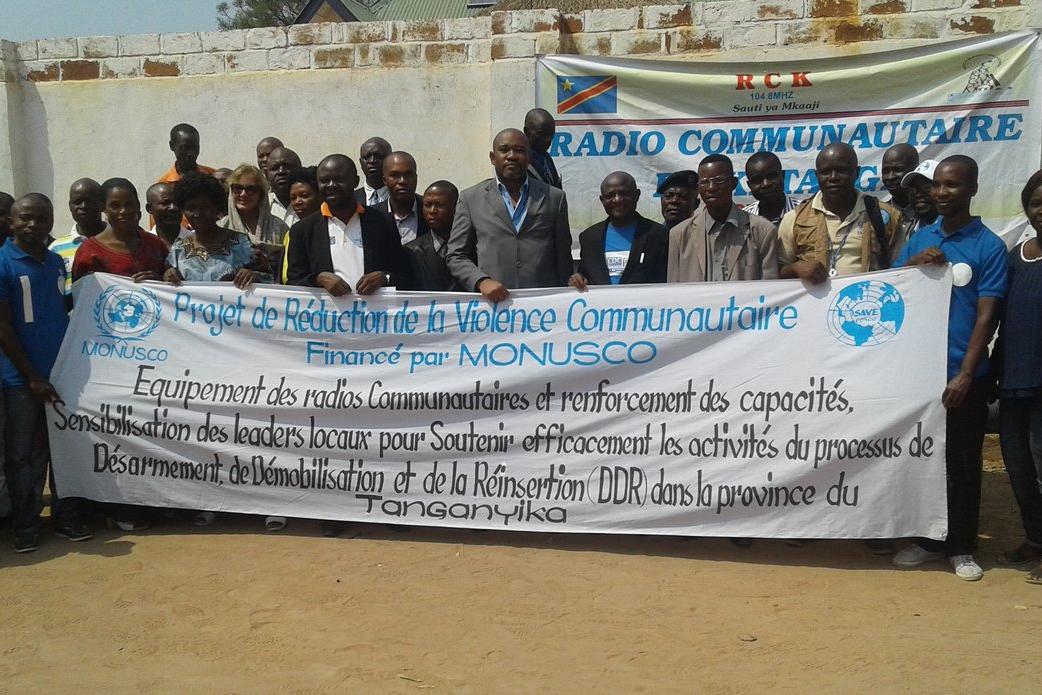 RCK
104.8MHZ
Sauti ya Mkaaji
RADIO COMMUNAUTAIRE
MONUSCO
Projet de Réduction de la Violence Communautaire
SAVE
Financé par MONUSCO
Equipement des radios Communautaires et renforcement des capacités.
Sensibilisation des leaders locaux pour Soutenir efficacement les activités du processus de
Désarmement, de Démobilisation et de la Réinsertion (DDR) dans la province du
Tanganyika